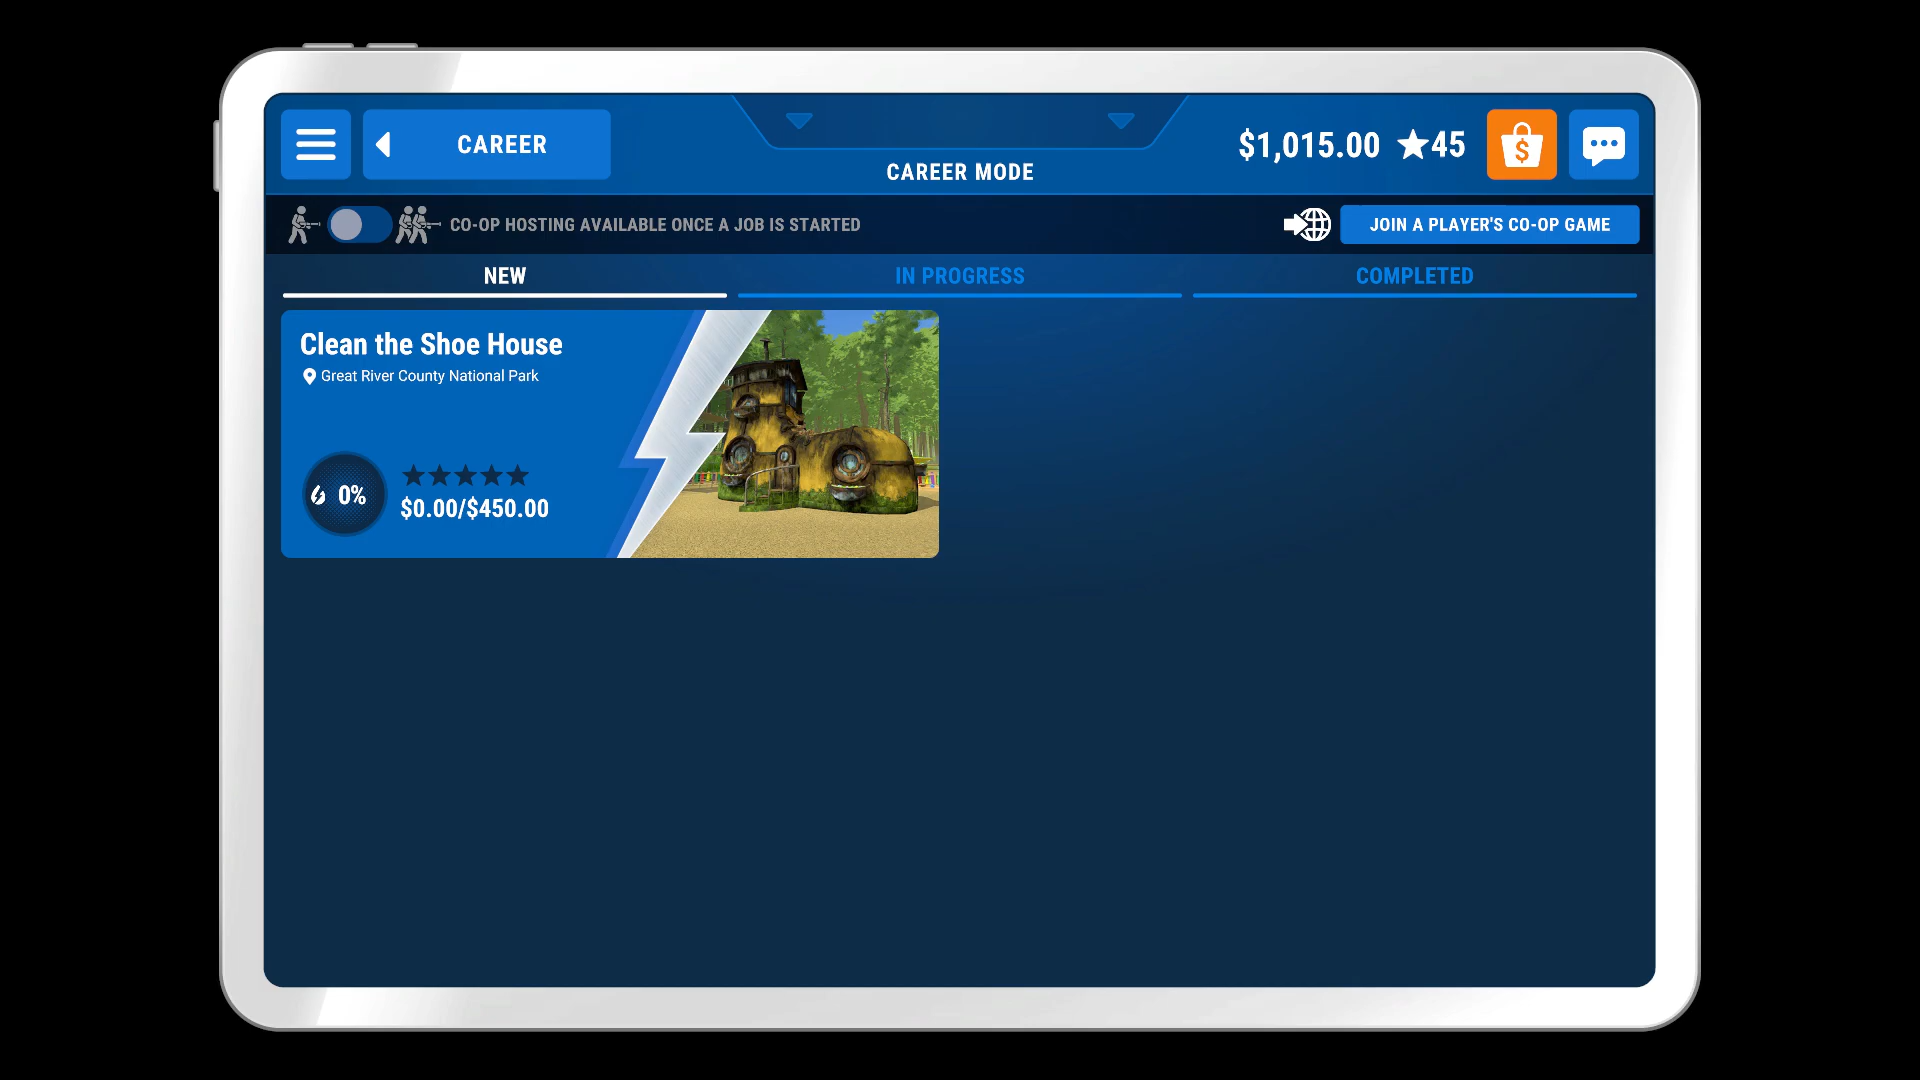 CAREER
CAREER MODE
$1,015.00 ★45
CO-OP HOSTING AVAILABLE ONCE A JOB IS STARTED
JOIN A PLAYER'S CO-OP GAME
NEW
IN PROGRESS
COMPLETED
Clean the Shoe House
Great River County National Park
0%
$0.00/$450.00